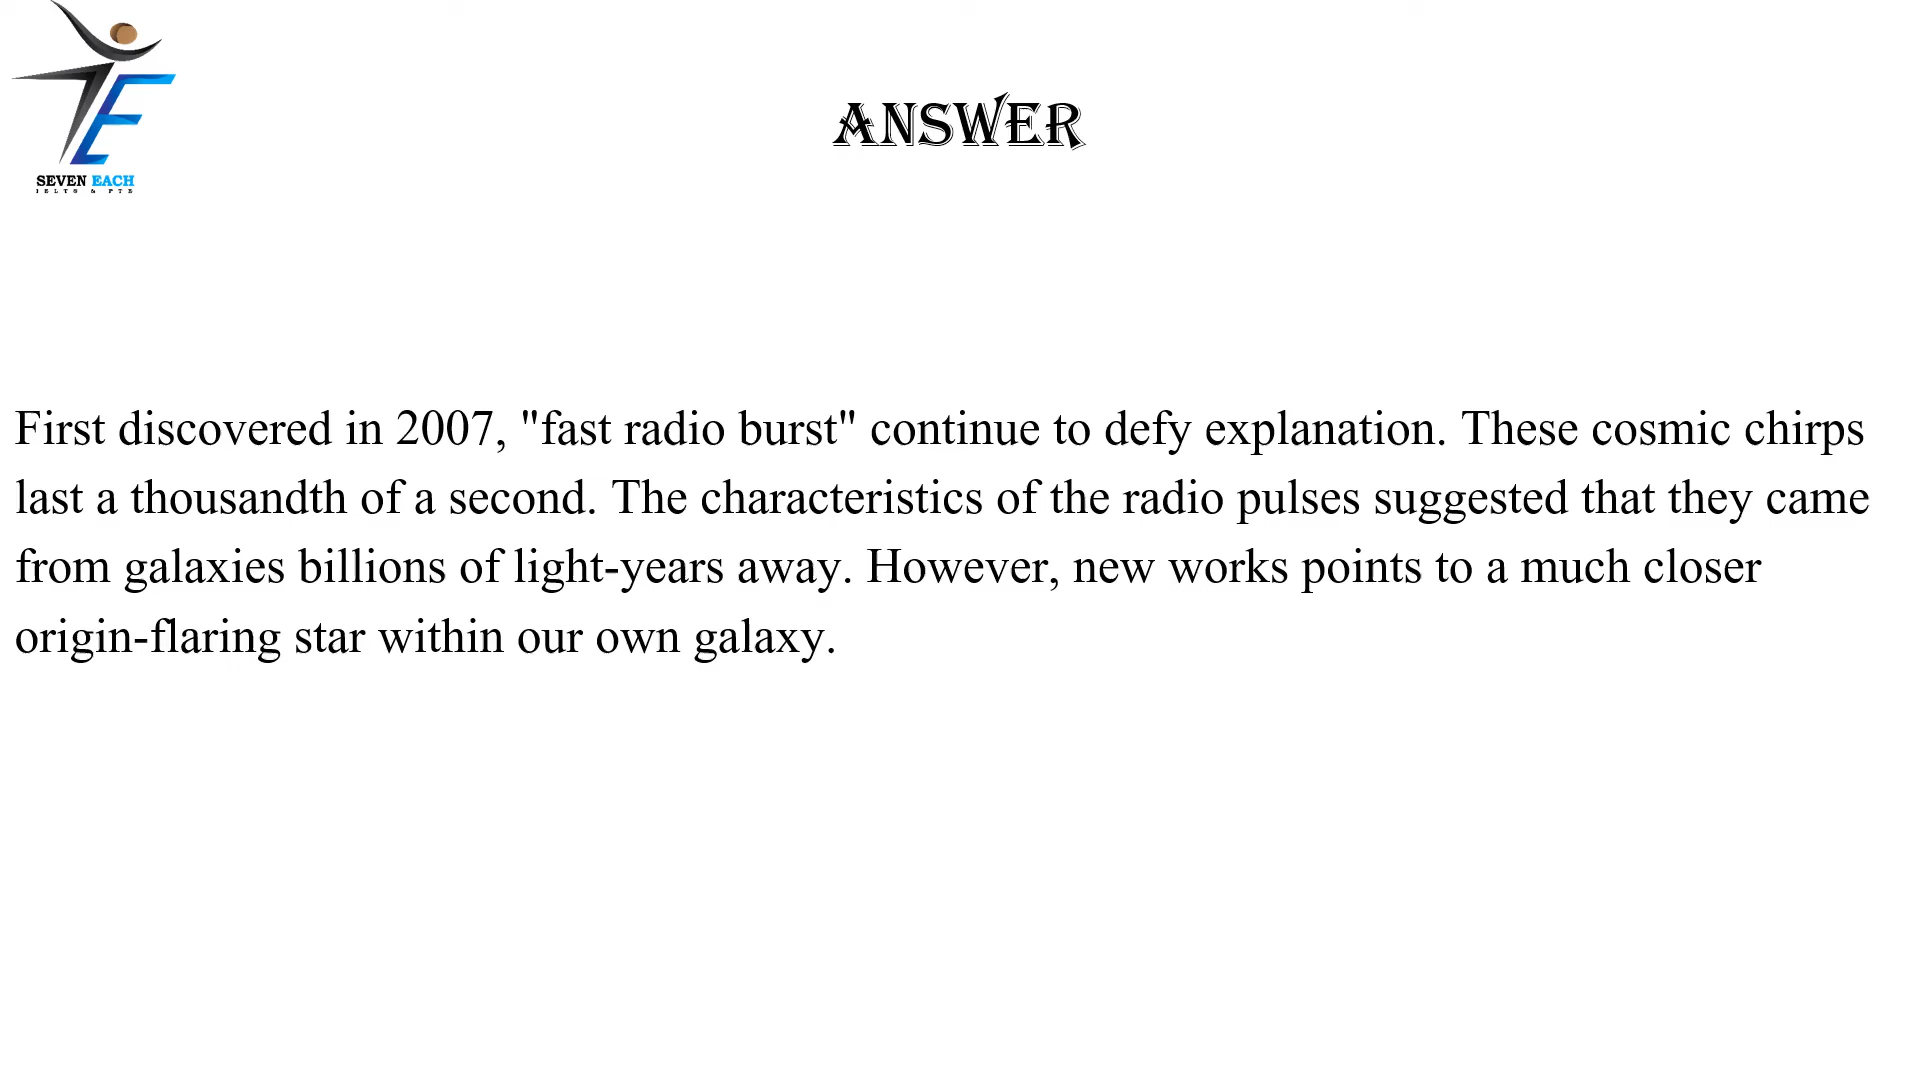 SEVEN EACH
IELTS & PTE
ANSWER
First discovered in 2007, "fast radio burst" continue to defy explanation. These cosmic chirps
last a thousandth of a second. The characteristics of the radio pulses suggested that they came
from galaxies billions of light-years away. However, new works points to a much closer
origin-flaring star within our own galaxy.